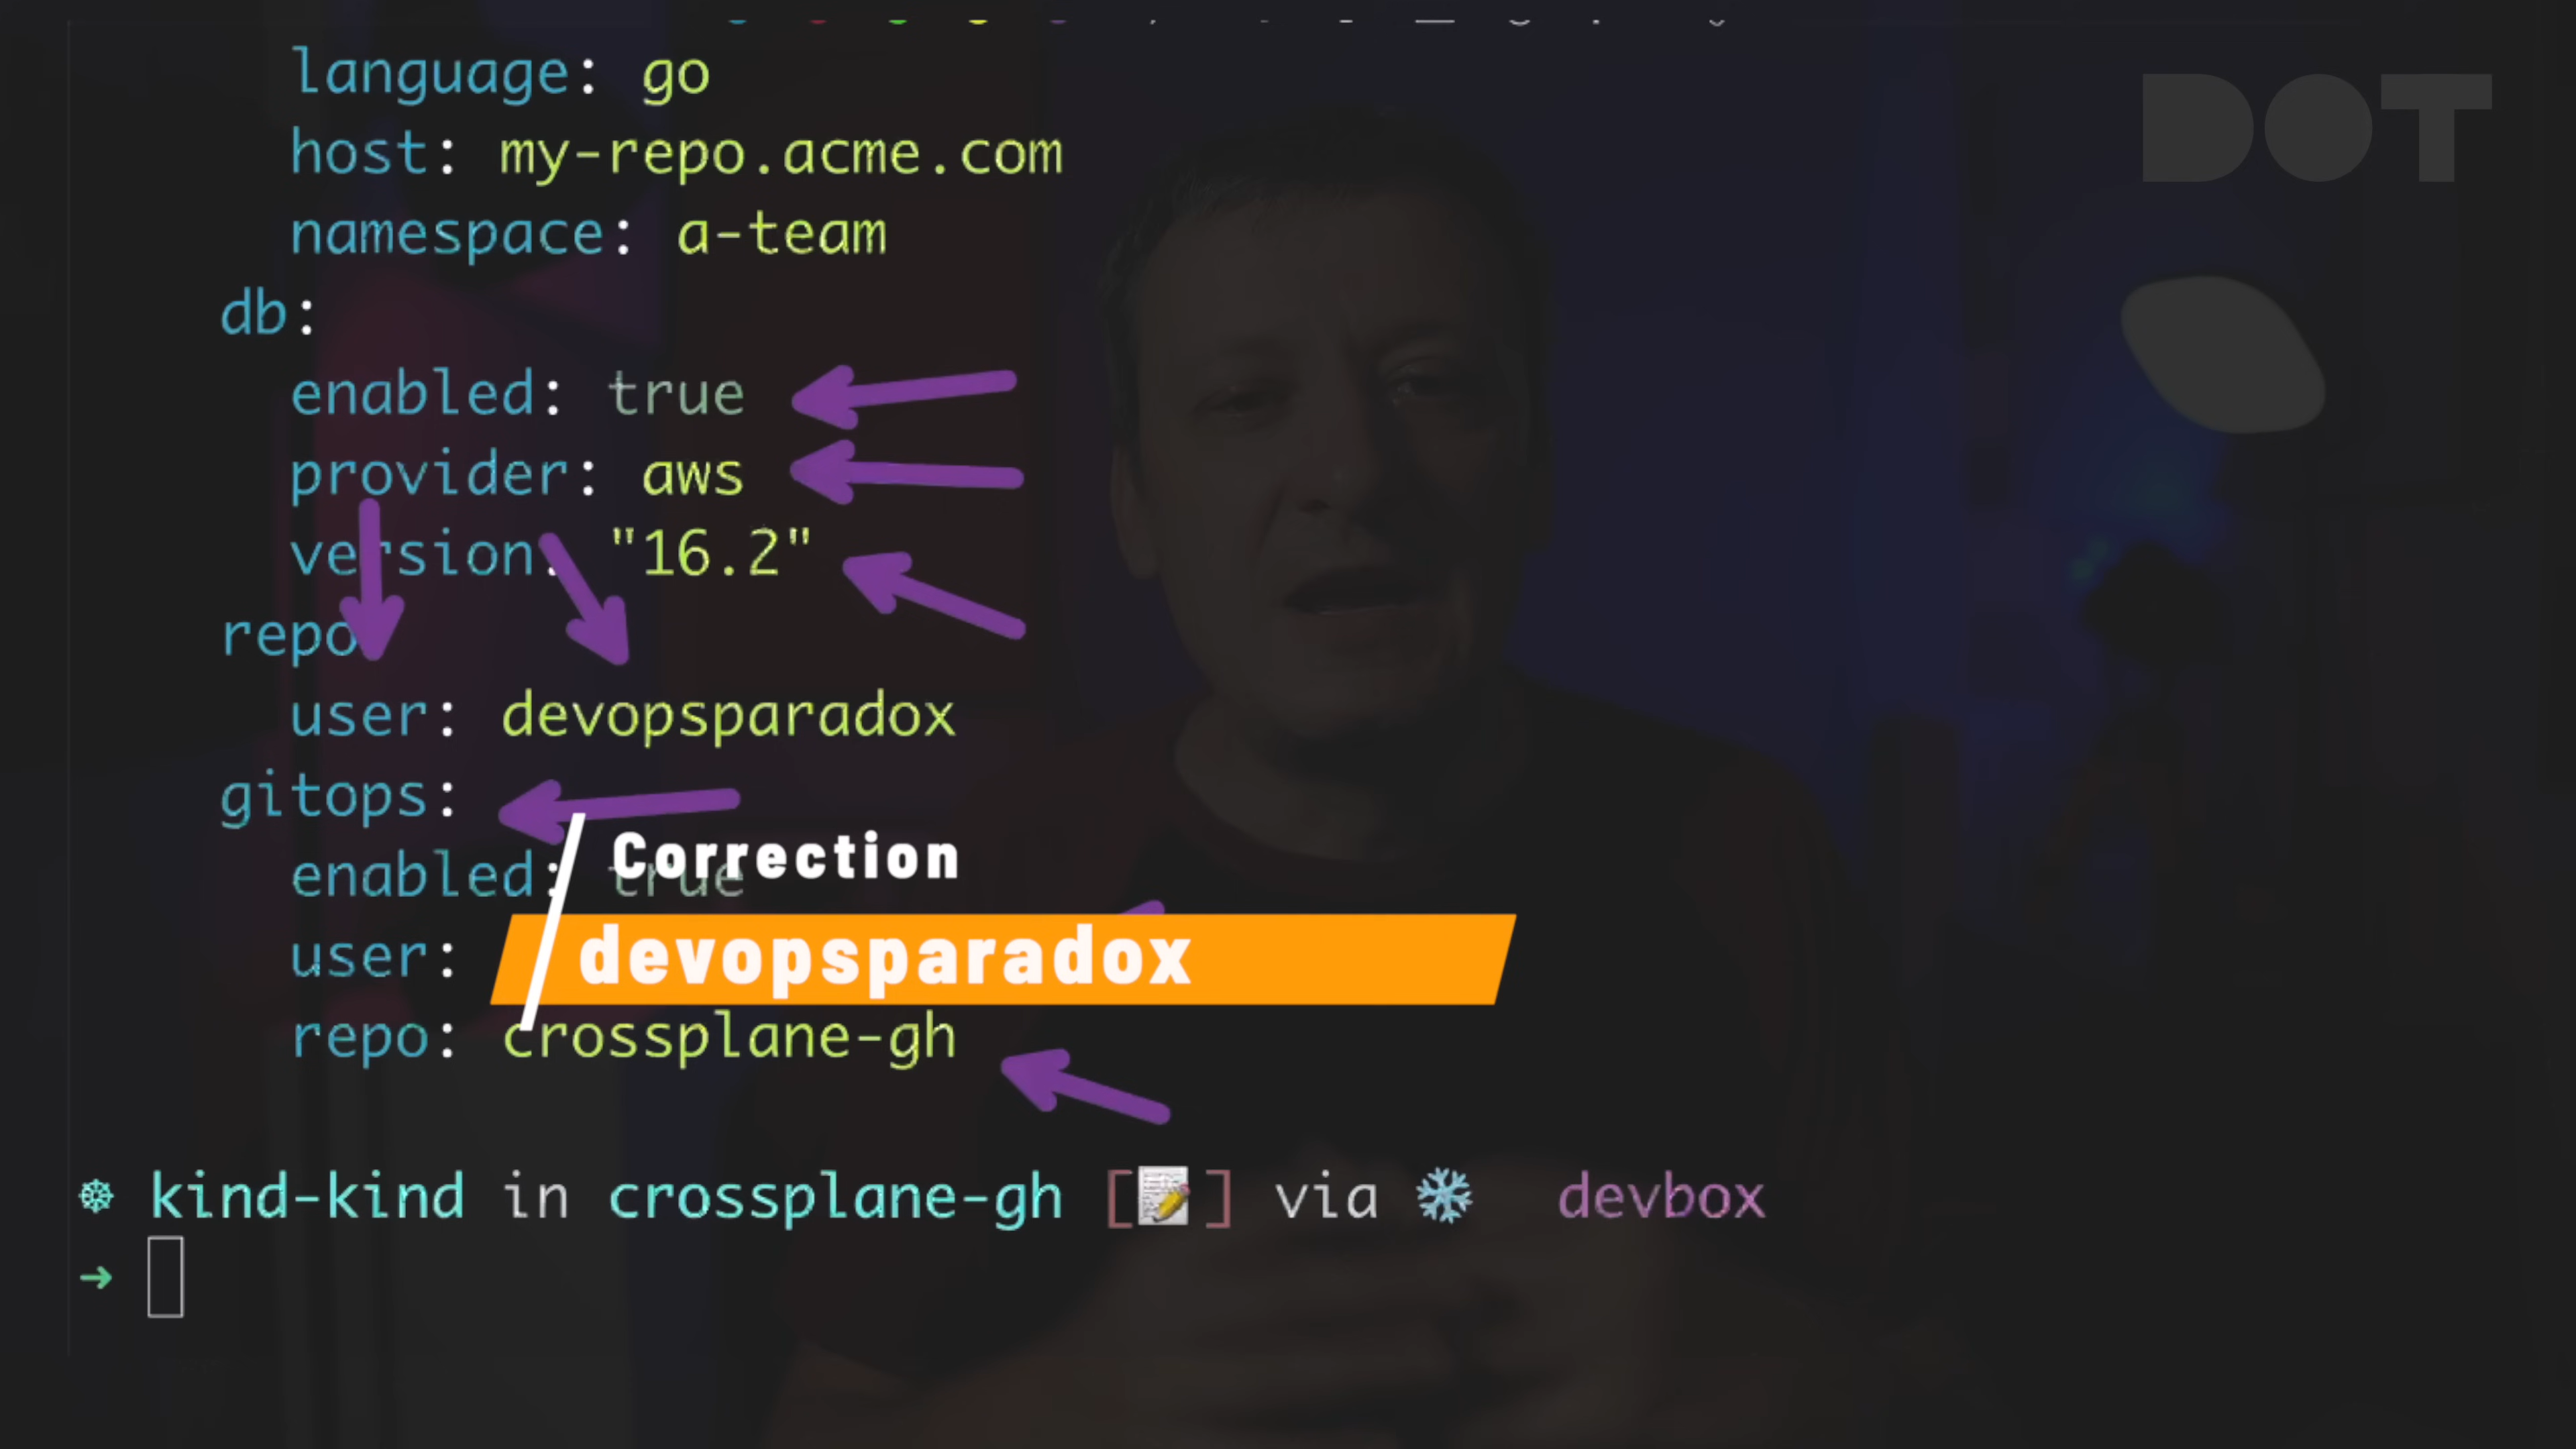 DOT
language: go
host: my-repo.acme.com
namespace: a-team
db:
enabled: true
provider: aws
version: "16.2"
repo
user: devopsparadox
gitops:
enabled: true
Correction
user:
devopsparadox
repo: crossplane-gh
kind-kind in crossplane-gh [📝] via ❄️ devbox
→